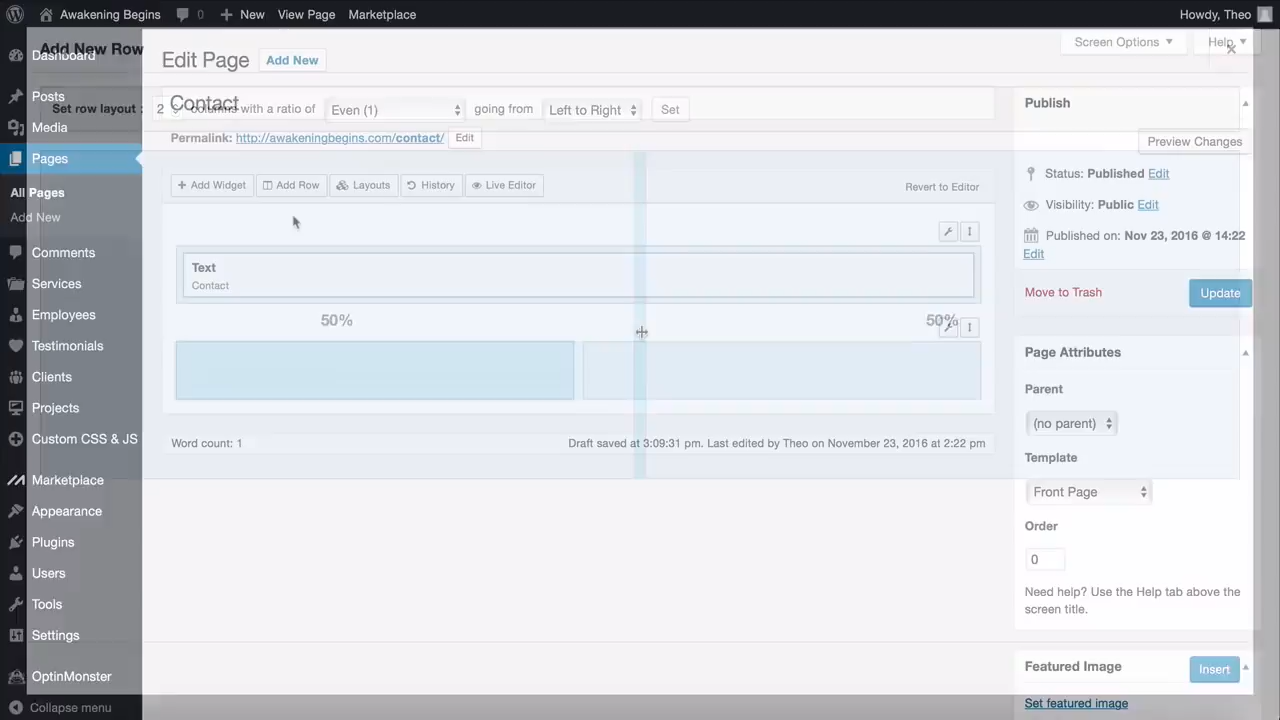 Awakening Begins
0
New
View Page
Marketplace
Howdy, Theo
Add New Row
Dashboard
Posts
Media
Pages
All Pages
Add New
Comments
Services
Employees
Testimonials
Clients
Projects
Custom CSS & JS
Marketplace
Appearance
Plugins
Users
Tools
Settings
OptinMonster
Collapse menu
Screen Options
Help
Edit Page
Add New
Contact
Set row layout : 2 columns with a ratio of Even (1) going from Left to Right Set
Permalink: http://awakeningbegins.com/contact/ Edit
Add Widget
Add Row
Layouts
History
Live Editor
Revert to Editor
Text
Contact
50%
50%
Word count: 1
Draft saved at 3:09:31 pm. Last edited by Theo on November 23, 2016 at 2:22 pm
Publish
Preview Changes
Status: Published Edit
Visibility: Public Edit
Published on: Nov 23, 2016 @ 14:22
Edit
Move to Trash
Update
Page Attributes
Parent
(no parent)
Template
Front Page
Order
0
Need help? Use the Help tab above the
screen title.
Featured Image
Insert
Set featured image